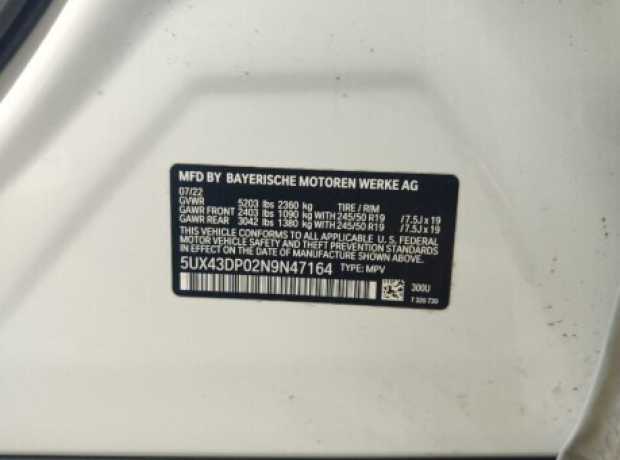 MFD BY BAYERISCHE MOTOREN WERKE AG
07/22
GVWR 5203 lbs 2360 kg TIRE / RIM
GAWR FRONT 2403 lbs 1090 kg WITH 245/50 R19 /7.5J x 19
GAWR REAR 3042 lbs 1380 kg WITH 245/50 R19 /7.5J x 19
THIS VEHICLE CONFORMS TO ALL APPLICABLE U. S. FEDERAL
MOTOR VEHICLE SAFETY, AND THEFT PREVENTION STANDARDS
IN EFFECT ON THE DATE OF MANUFACTURE SHOWN ABOVE.
5UX43DP02N9N47164 TYPE: MPV
300U